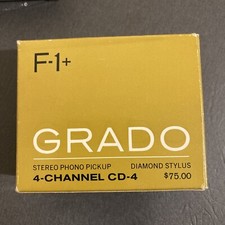 F-1+
GRADO
STEREO PHONO PICKUP DIAMOND STYLUS
4-CHANNEL CD-4 $75.00